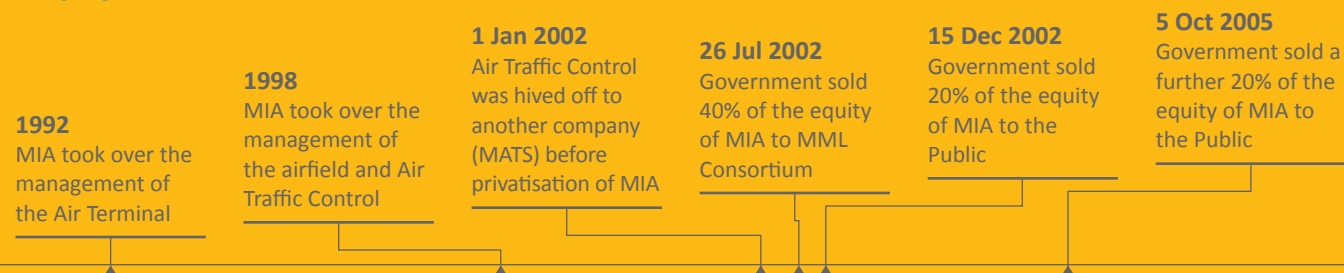 1992
MIA took over the
management of
the Air Terminal
1998
MIA took over the
management of
the airfield and Air
Traffic Control
1 Jan 2002
Air Traffic Control
was hived off to
another company
(MATS) before
privatisation of MIA
26 Jul 2002
Government sold
40% of the equity
of MIA to MML
Consortium
15 Dec 2002
Government sold
20% of the equity
of MIA to the
Public
5 Oct 2005
Government sold a
further 20% of the
equity of MIA to
the Public